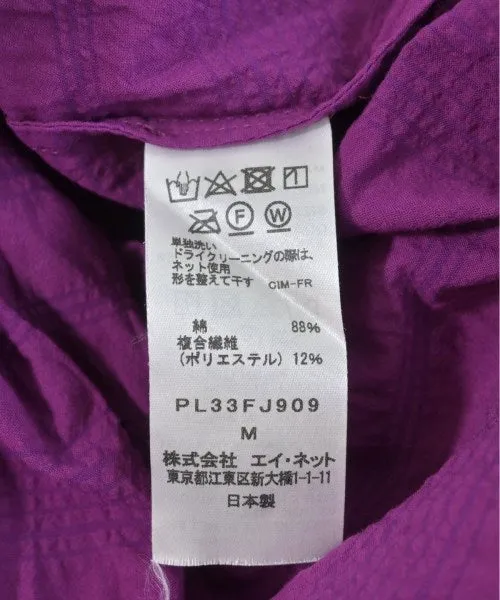 F
W
単独洗い
ドライクリーニングの際は、
ネット使用
形を整えて干す CIM-FR
綿 88%
複合繊維
(ポリエステル) 12%
PL33FJ909
M
株式会社 エイ・ネット
東京都江東区新大橋1-1-11
日本製